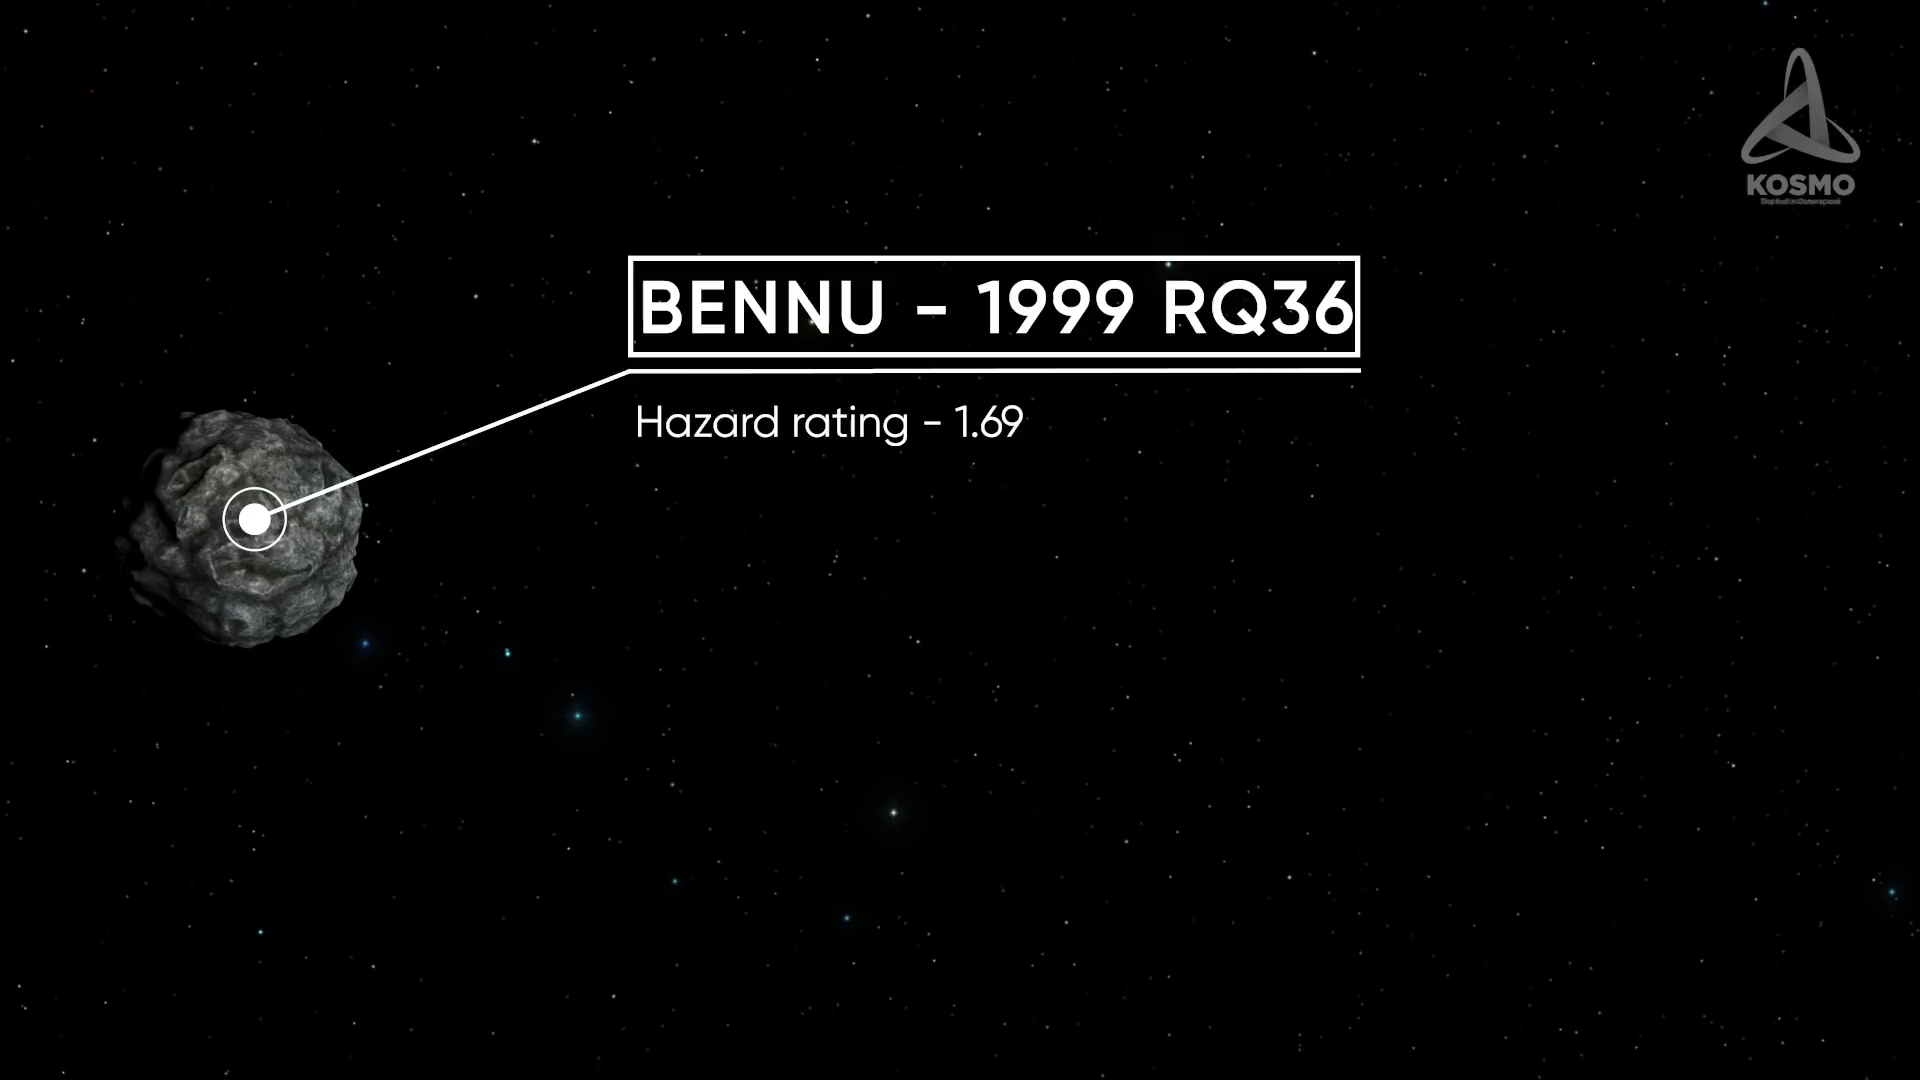 KOSMO
BENNU - 1999 RQ36
Hazard rating - 1.69